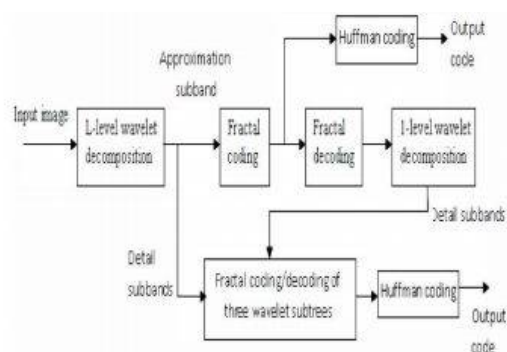 Huffman coding
Output
code
Approximation
subband
Input image
L-level wavelet
decomposition
Fractal
coding
Fractal
decoding
1-level wavelet
decomposition
Detail subbands
Detail
subbands
Fractal coding/decoding of
three wavelet subtrees
Huffman coding
Output
code